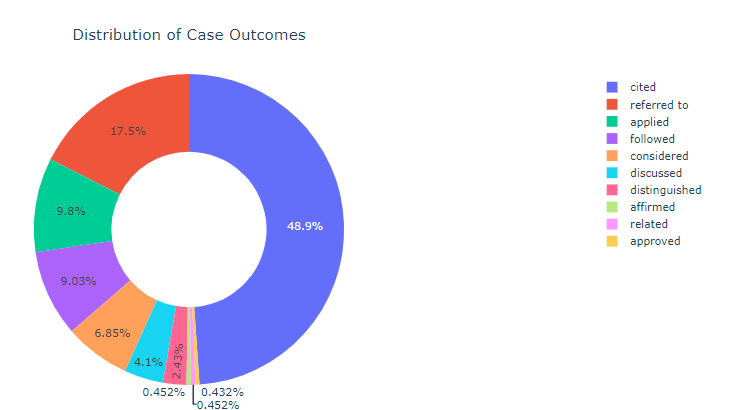 Distribution of Case Outcomes
cited
referred to
applied
followed
considered
discussed
distinguished
affirmed
related
approved
17.5%
48.9%
9.8%
9.03%
6.85%
4.1%
2.43%
0.452%
0.432%
0.452%